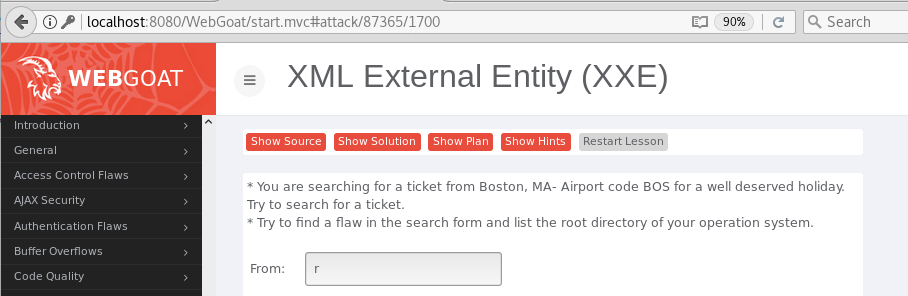 localhost:8080/WebGoat/start.mvc#attack/87365/1700
90%
Search
WEBGOAT
XML External Entity (XXE)
Introduction
General
Access Control Flaws
AJAX Security
Authentication Flaws
Buffer Overflows
Code Quality
Show Source
Show Solution
Show Plan
Show Hints
Restart Lesson
* You are searching for a ticket from Boston, MA- Airport code BOS for a well deserved holiday.
Try to search for a ticket.
* Try to find a flaw in the search form and list the root directory of your operation system.
From:
r